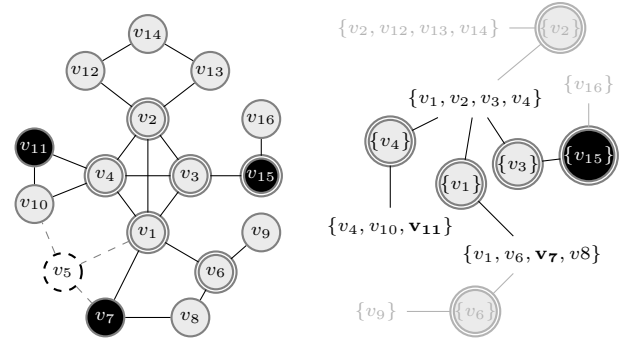 v14
v12
v13
v2
v16
v11
v4
v3
v15
v10
v1
v9
v5
v6
v7
v8
{v2, v12, v13, v14}
{v2}
{v1, v2, v3, v4}
{v16}
{v4}
{v3}
{v15}
{v1}
{v4, v10, v11}
{v1, v6, v7, v8}
{v9}
{v6}